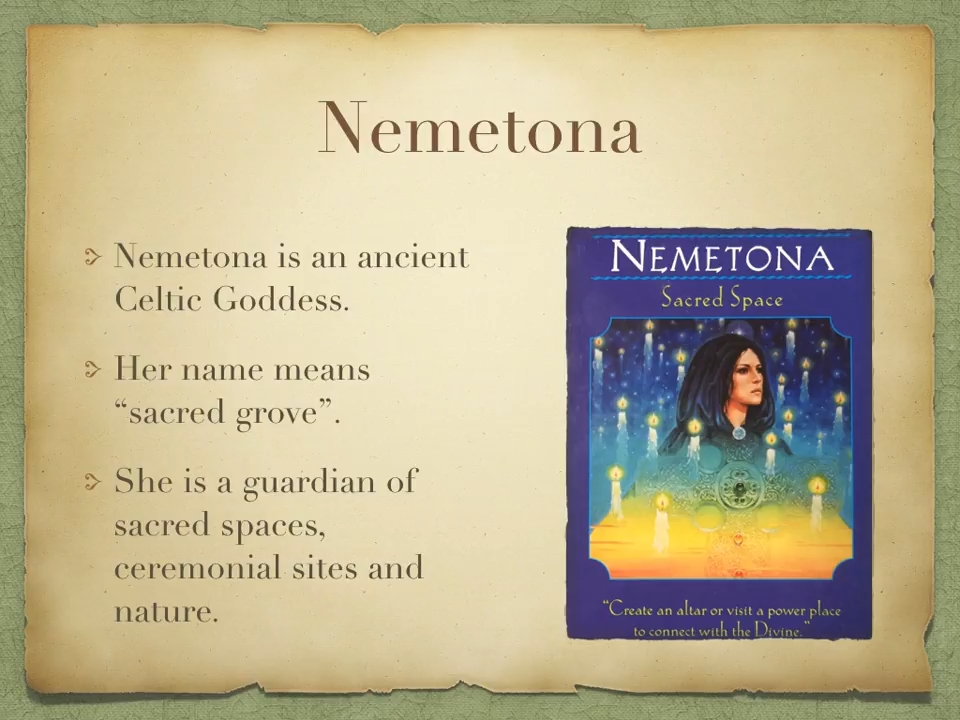 Nemetona
Nemetona is an ancient
Celtic Goddess.
Her name means
“sacred grove”.
She is a guardian of
sacred spaces,
ceremonial sites and
nature.
NEMETONA
Sacred Space
“Create an altar or visit a power place
to connect with the Divine.”